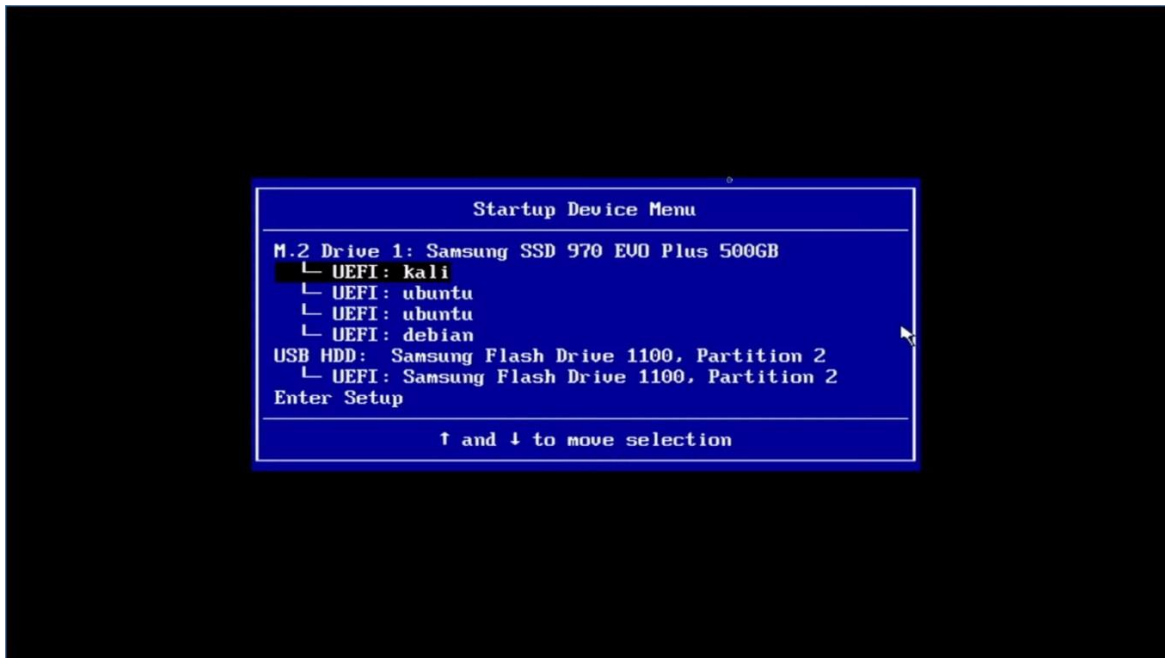 Startup Device Menu
M.2 Drive 1: Samsung SSD 970 EVO Plus 500GB
└─ UEFI: kali
└─ UEFI: ubuntu
└─ UEFI: ubuntu
└─ UEFI: debian
USB HDD: Samsung Flash Drive 1100, Partition 2
└─ UEFI: Samsung Flash Drive 1100, Partition 2
Enter Setup
↑ and ↓ to move selection